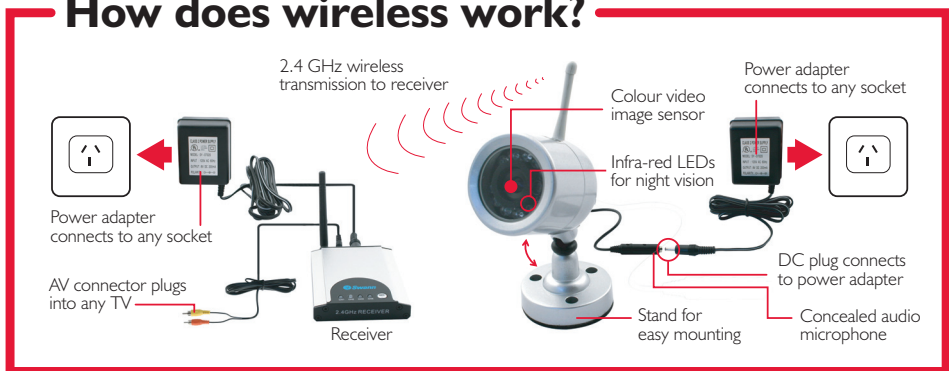 How does wireless work?
2.4 GHz wireless
transmission to receiver
Colour video
image sensor
Power adapter
connects to any socket
Infra-red LEDs
for night vision
Power adapter
connects to any socket
AV connector plugs
into any TV
Receiver
2.4GHz RECEIVER
Stand for
easy mounting
DC plug connects
to power adapter
Concealed audio
microphone